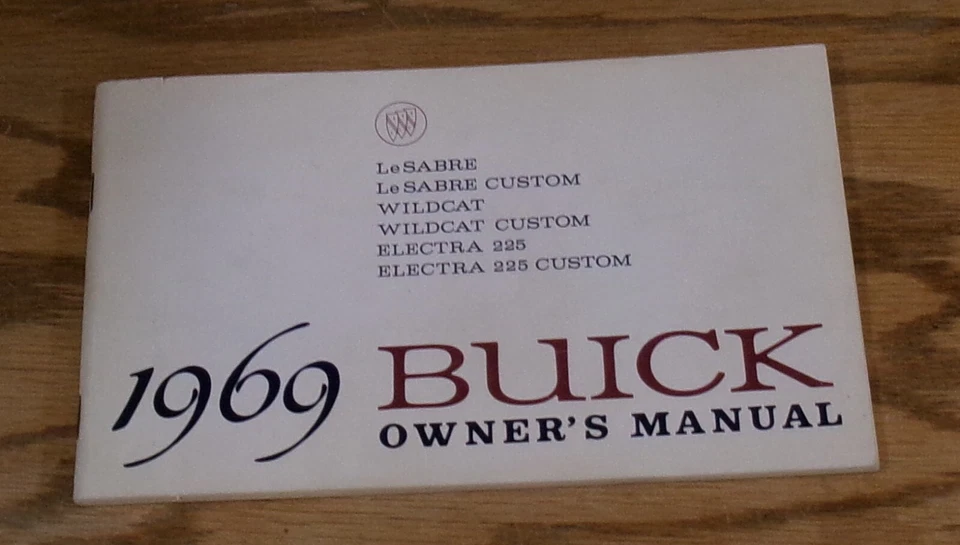 LeSABRE
LeSABRE CUSTOM
WILDCAT
WILDCAT CUSTOM
ELECTRA 225
ELECTRA 225 CUSTOM
1969 BUICK
OWNER'S MANUAL